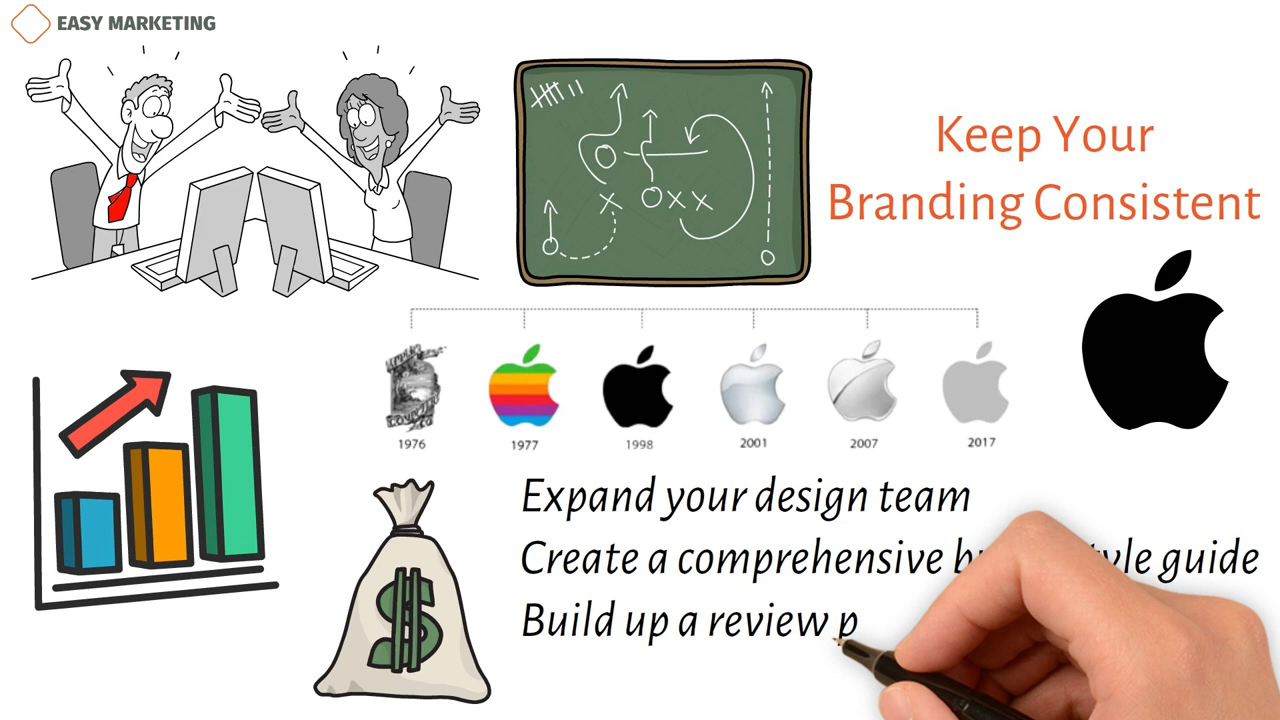 EASY MARKETING
Keep Your
Branding Consistent
1976
1977
1998
2001
2007
2017
Expand your design team
Create a comprehensive guide
Build up a review p
$